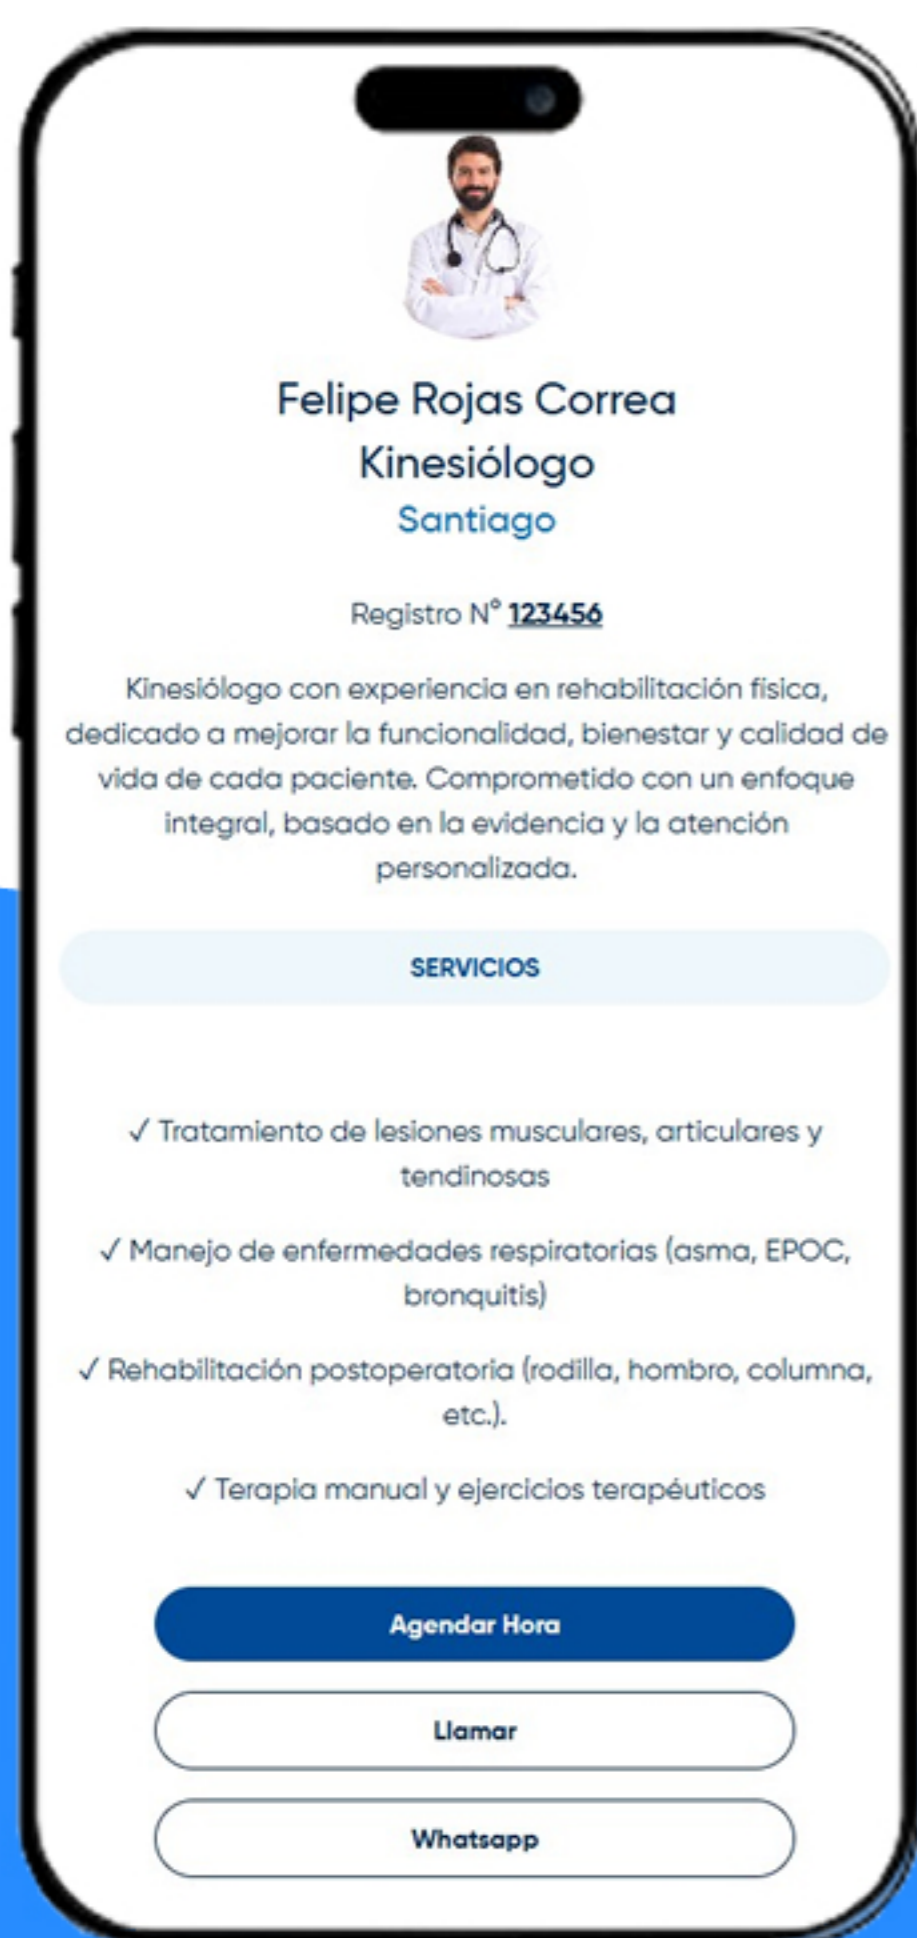 Felipe Rojas Correa
Kinesiólogo
Santiago
Registro N° 123456
Kinesiólogo con experiencia en rehabilitación física,
dedicado a mejorar la funcionalidad, bienestar y calidad de
vida de cada paciente. Comprometido con un enfoque
integral, basado en la evidencia y la atención
personalizada.
SERVICIOS
✓ Tratamiento de lesiones musculares, articulares y
tendinosas
✓ Manejo de enfermedades respiratorias (asma, EPOC,
bronquitis)
✓ Rehabilitación postoperatoria (rodilla, hombro, columna,
etc.).
✓ Terapia manual y ejercicios terapéuticos
Agendar Hora
Llamar
Whatsapp